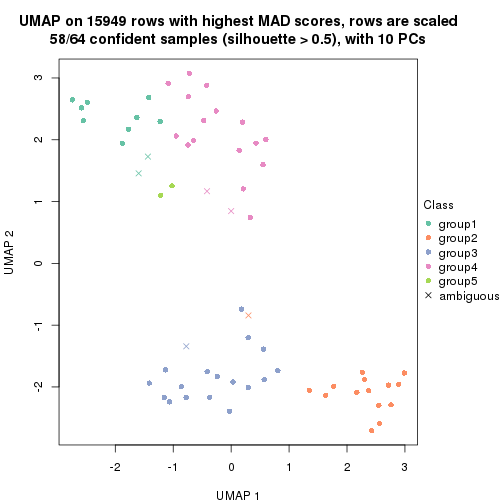 UMAP on 15949 rows with highest MAD scores, rows are scaled
58/64 confident samples (silhouette > 0.5), with 10 PCs
3
2
1
0
-1
-2
UMAP 2
-2
-1
0
1
2
3
UMAP 1
Class
group1
group2
group3
group4
group5
ambiguous